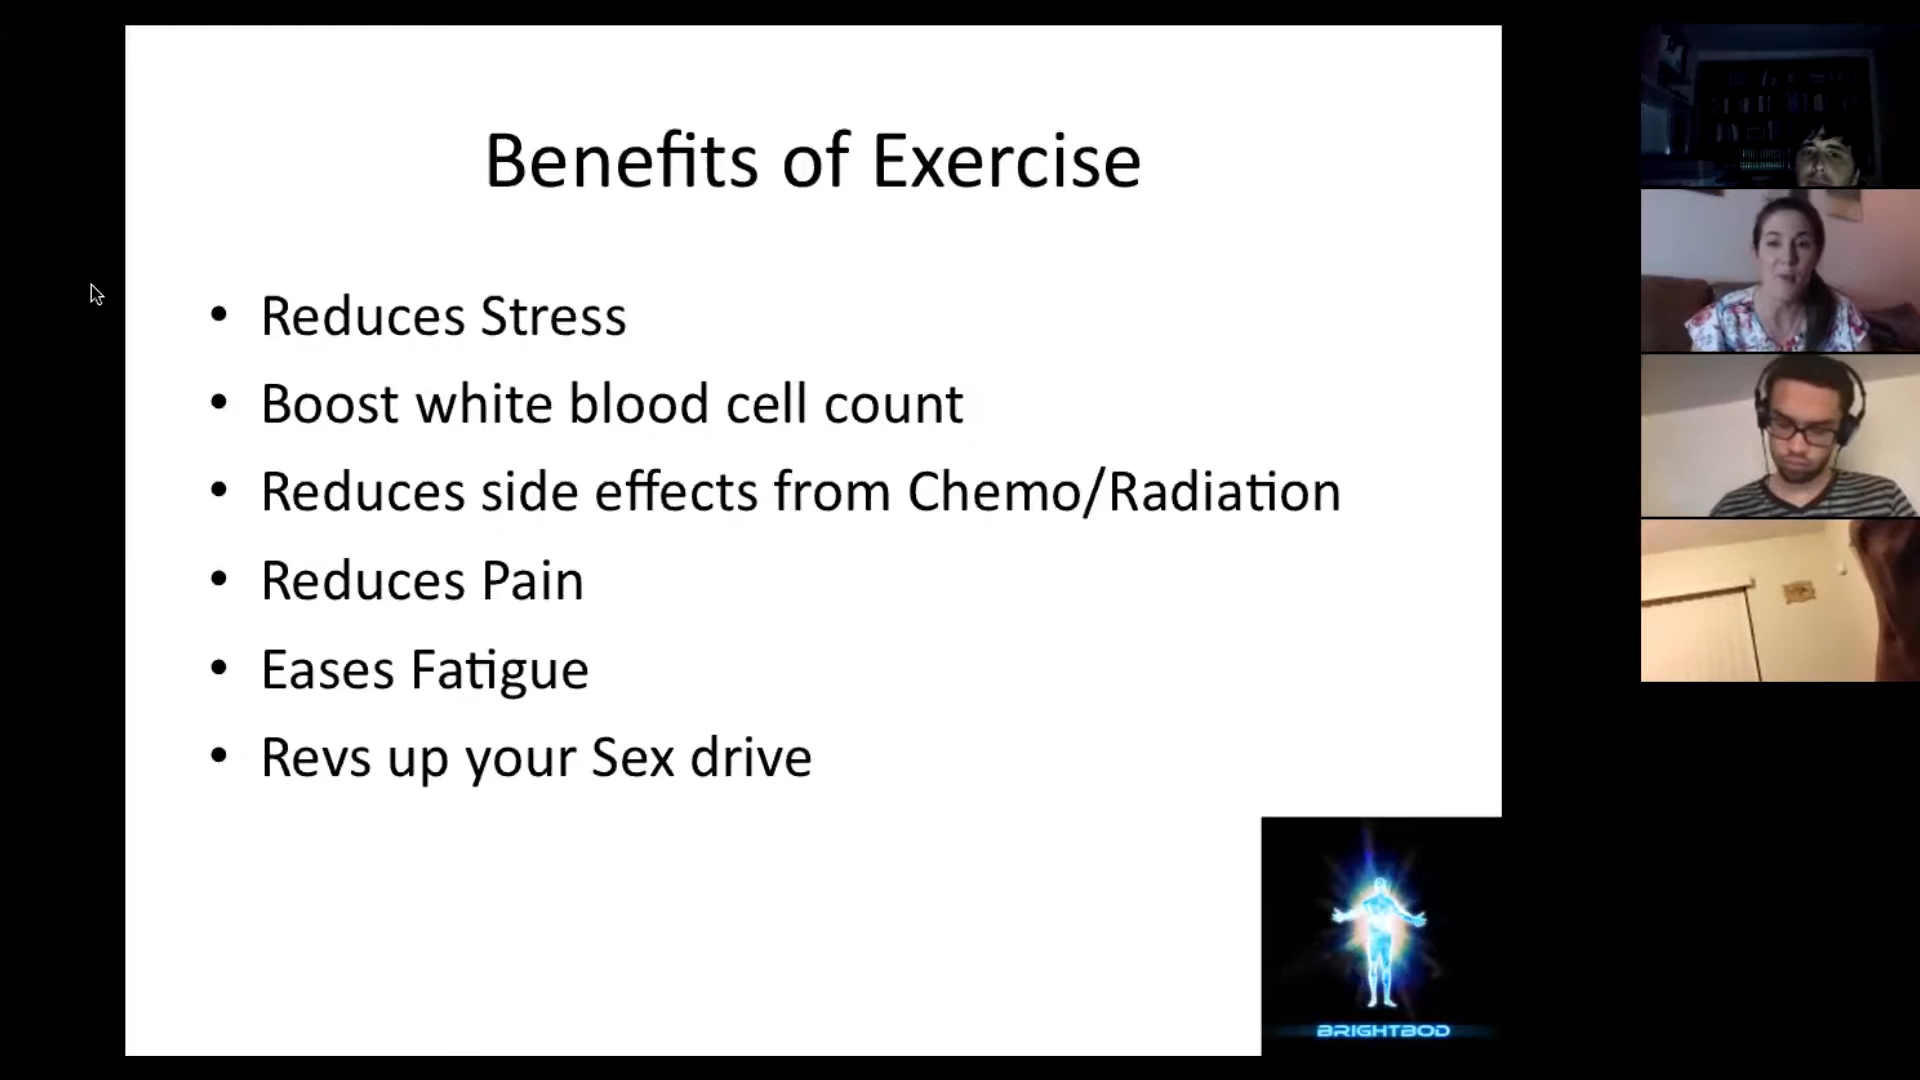 Benefits of Exercise
• Reduces Stress
• Boost white blood cell count
• Reduces side effects from Chemo/Radiation
• Reduces Pain
• Eases Fatigue
• Revs up your Sex drive
BRIGHTBOD